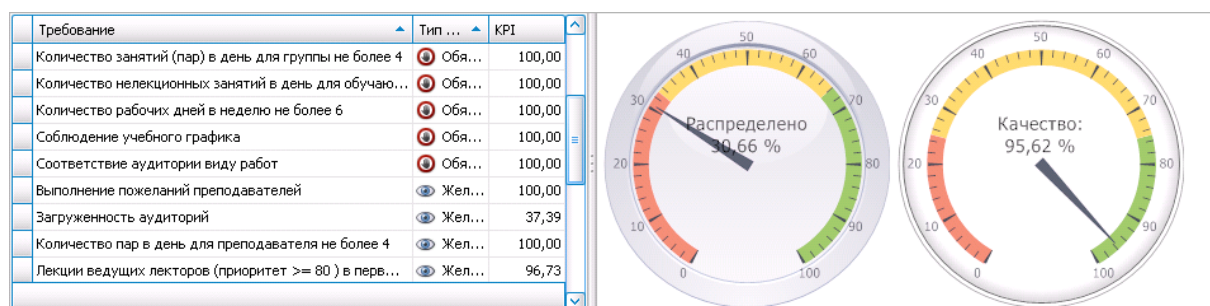 Требование Тип ... KPI
Количество занятий (пар) в день для группы не более 4 Обя... 100,00
Количество нелекционных занятий в день для обучаю... Обя... 100,00
Количество рабочих дней в неделю не более 6 Обя... 100,00
Соблюдение учебного графика Обя... 100,00
Соответствие аудитории виду работ Обя... 100,00
Выполнение пожеланий преподавателей Жел... 100,00
Загруженность аудиторий Жел... 37,39
Количество пар в день для преподавателя не более 4 Жел... 100,00
Лекции ведущих лекторов (приоритет >= 80 ) в перв... Жел... 96,73
0 10 20 30 40 50 60 70 80 90 100
Распределено
30,66 %
0 10 20 30 40 50 60 70 80 90 100
Качество:
95,62 %